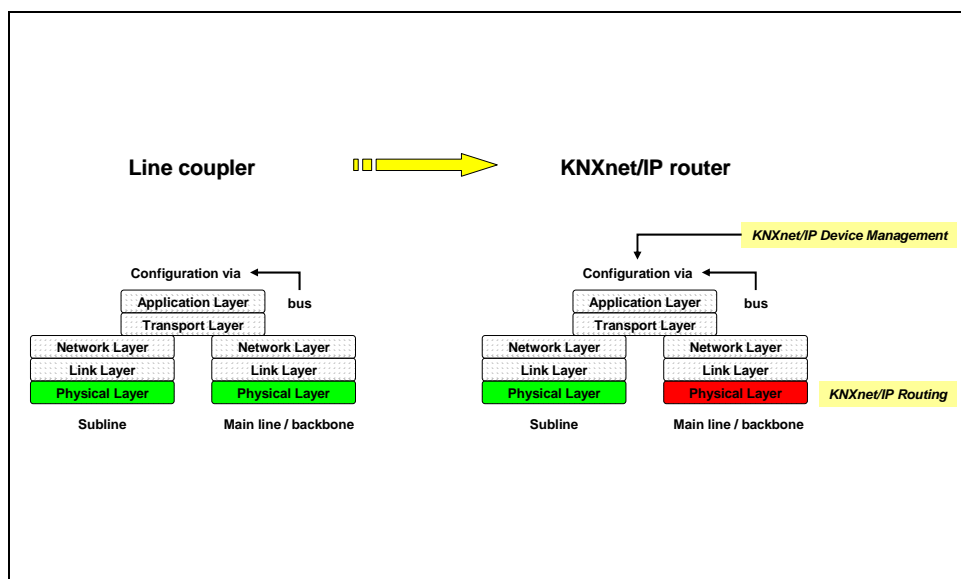 Line coupler
KNXnet/IP router
KNXnet/IP Device Management
Configuration via
bus
Application Layer
Transport Layer
Network Layer
Network Layer
Link Layer
Link Layer
Physical Layer
Physical Layer
Subline
Main line / backbone
Configuration via
bus
Application Layer
Transport Layer
Network Layer
Network Layer
Link Layer
Link Layer
Physical Layer
Physical Layer
KNXnet/IP Routing
Subline
Main line / backbone